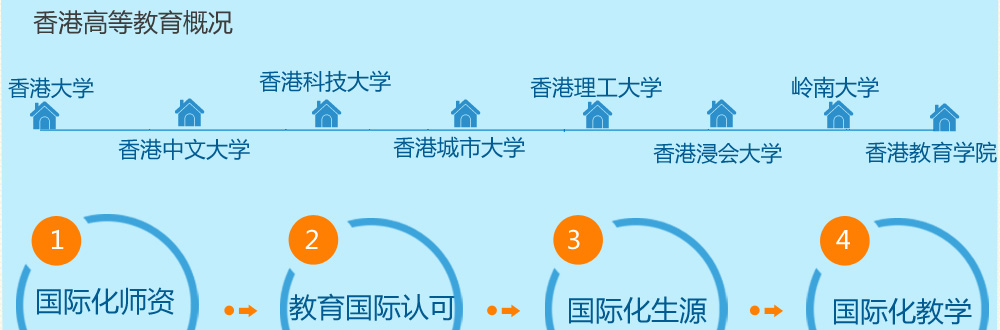 香港高等教育概况
香港大学
香港中文大学
香港科技大学
香港城市大学
香港理工大学
香港浸会大学
岭南大学
香港教育学院
1
国际化师资
2
教育国际认可
3
国际化生源
4
国际化教学